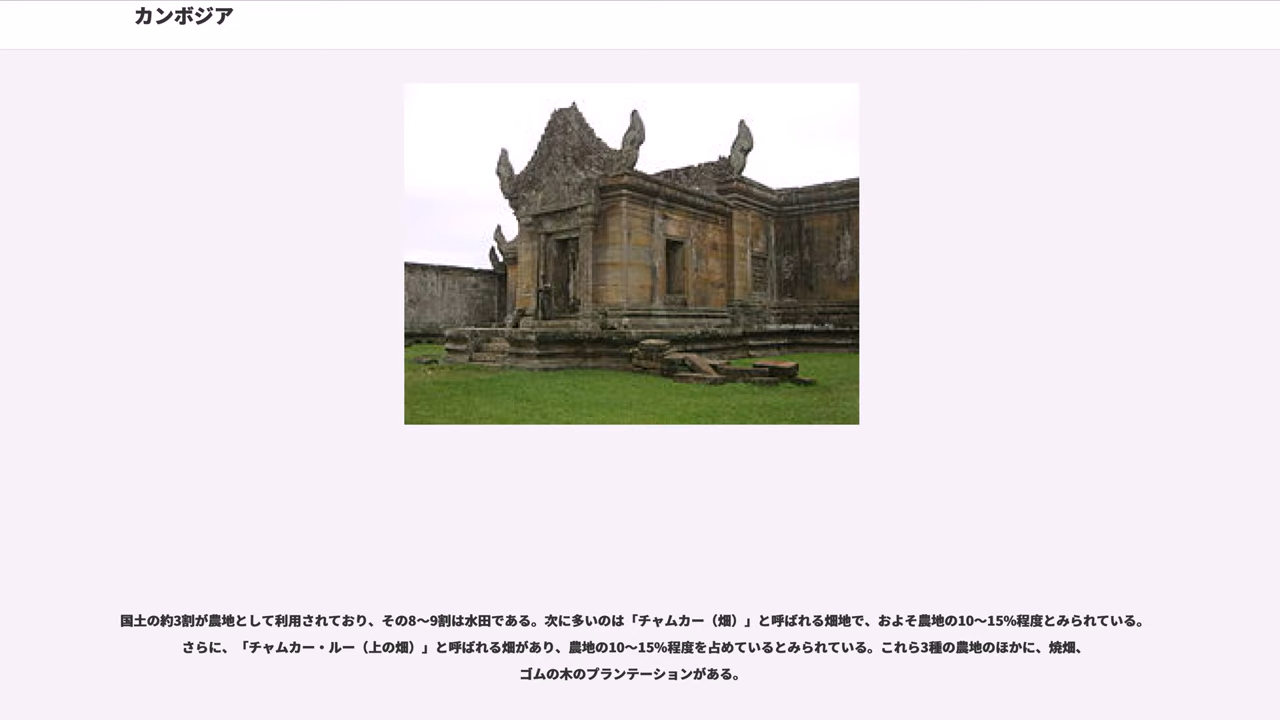 カンボジア
国土の約3割が農地として利用されており、その8〜9割は水田である。次に多いのは「チャムカー（畑）」と呼ばれる畑地で、およそ農地の10〜15%程度とみられている。
さらに、「チャムカー・ルー（上の畑）」と呼ばれる畑があり、農地の10〜15%程度を占めているとみられている。これら3種の農地のほかに、焼畑、
ゴムの木のプランテーションがある。